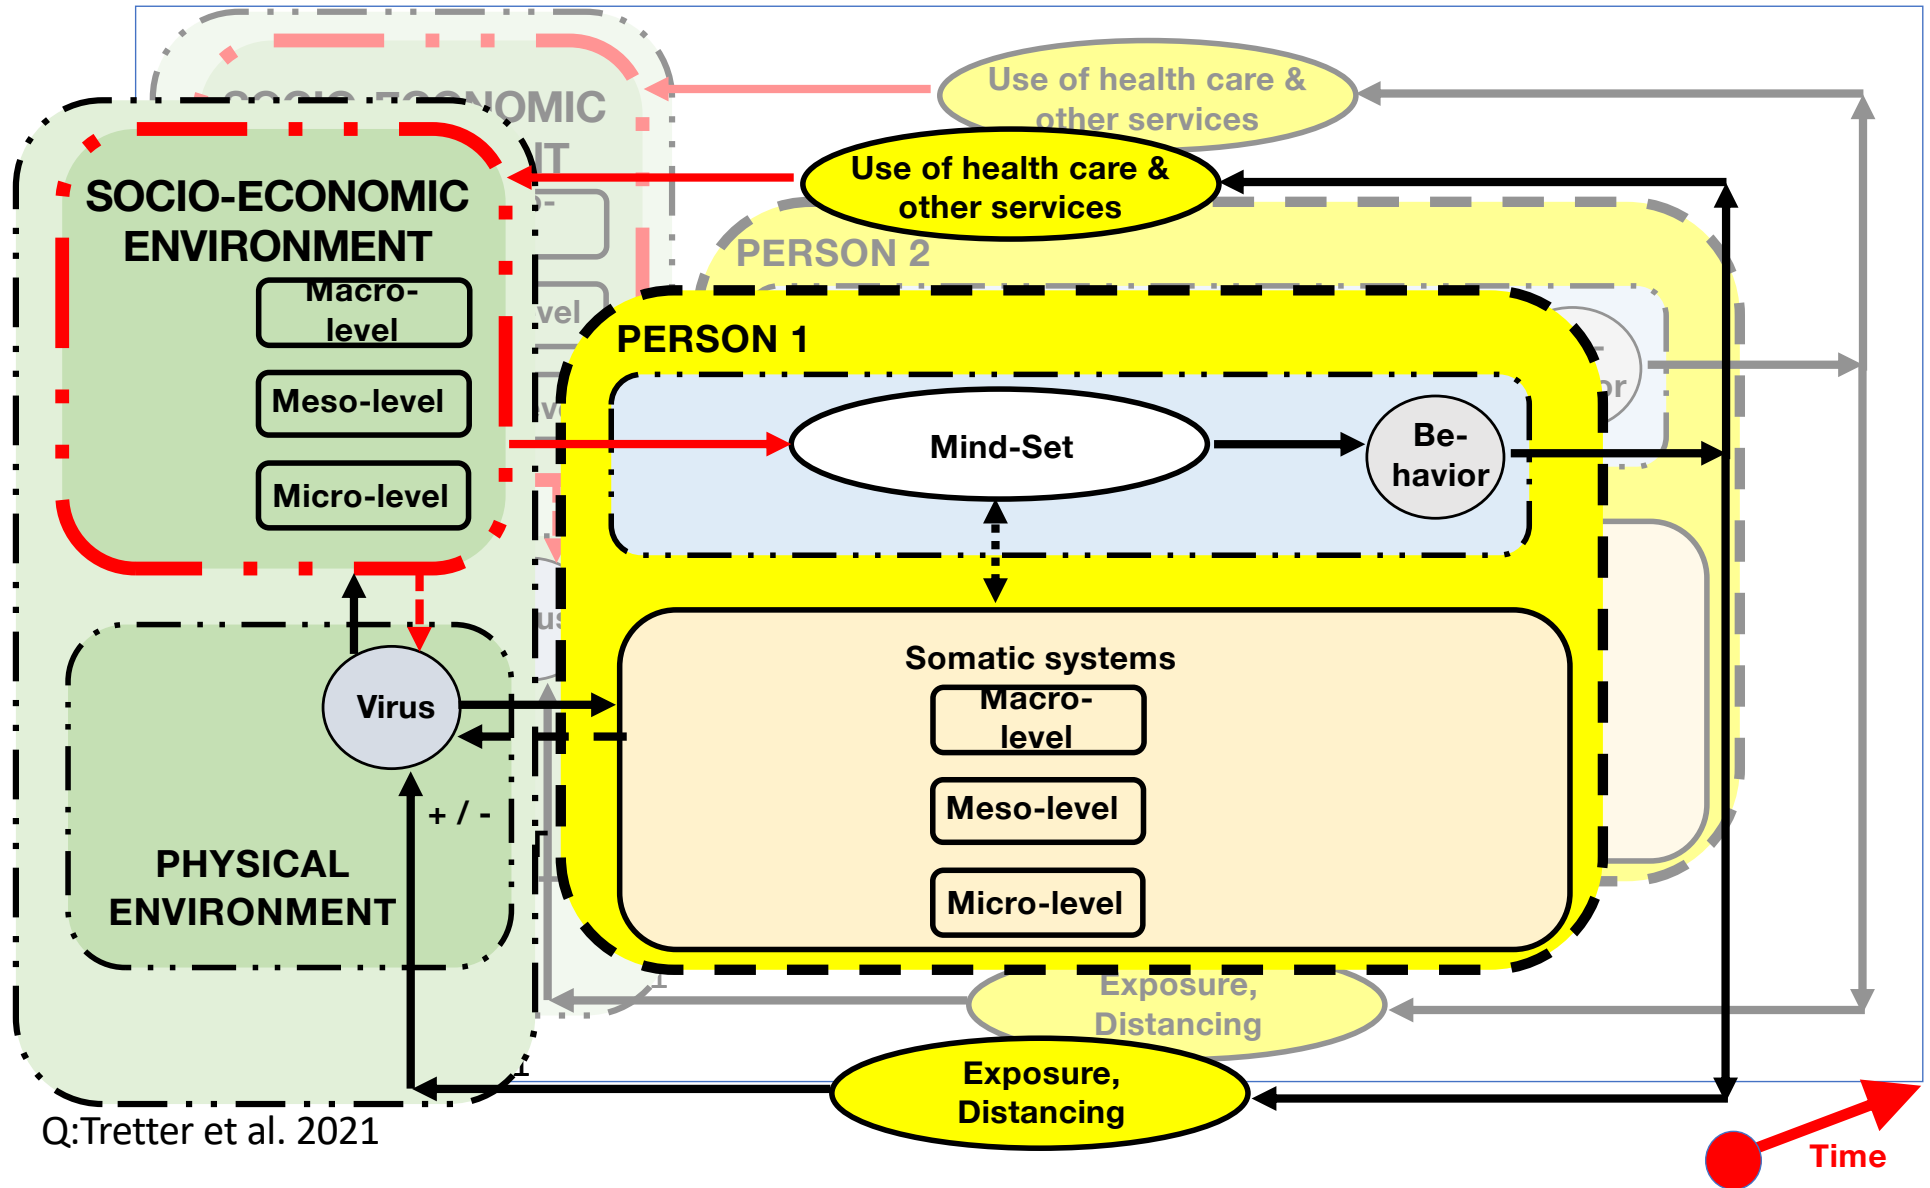 Use of health care &
other services
SOCIO-ECONOMIC
Use of health care &
other services
SOCIO-ECONOMIC
ENVIRONMENT
PERSON 2
Macro-
level
PERSON 1
Meso-level
Mind-Set
Be-
havior
Micro-level
Somatic systems
Virus
Macro-
level
+ / -
Meso-level
PHYSICAL
ENVIRONMENT
Micro-level
Exposure,
Distancing
Exposure,
Distancing
Q:Tretter et al. 2021
Time